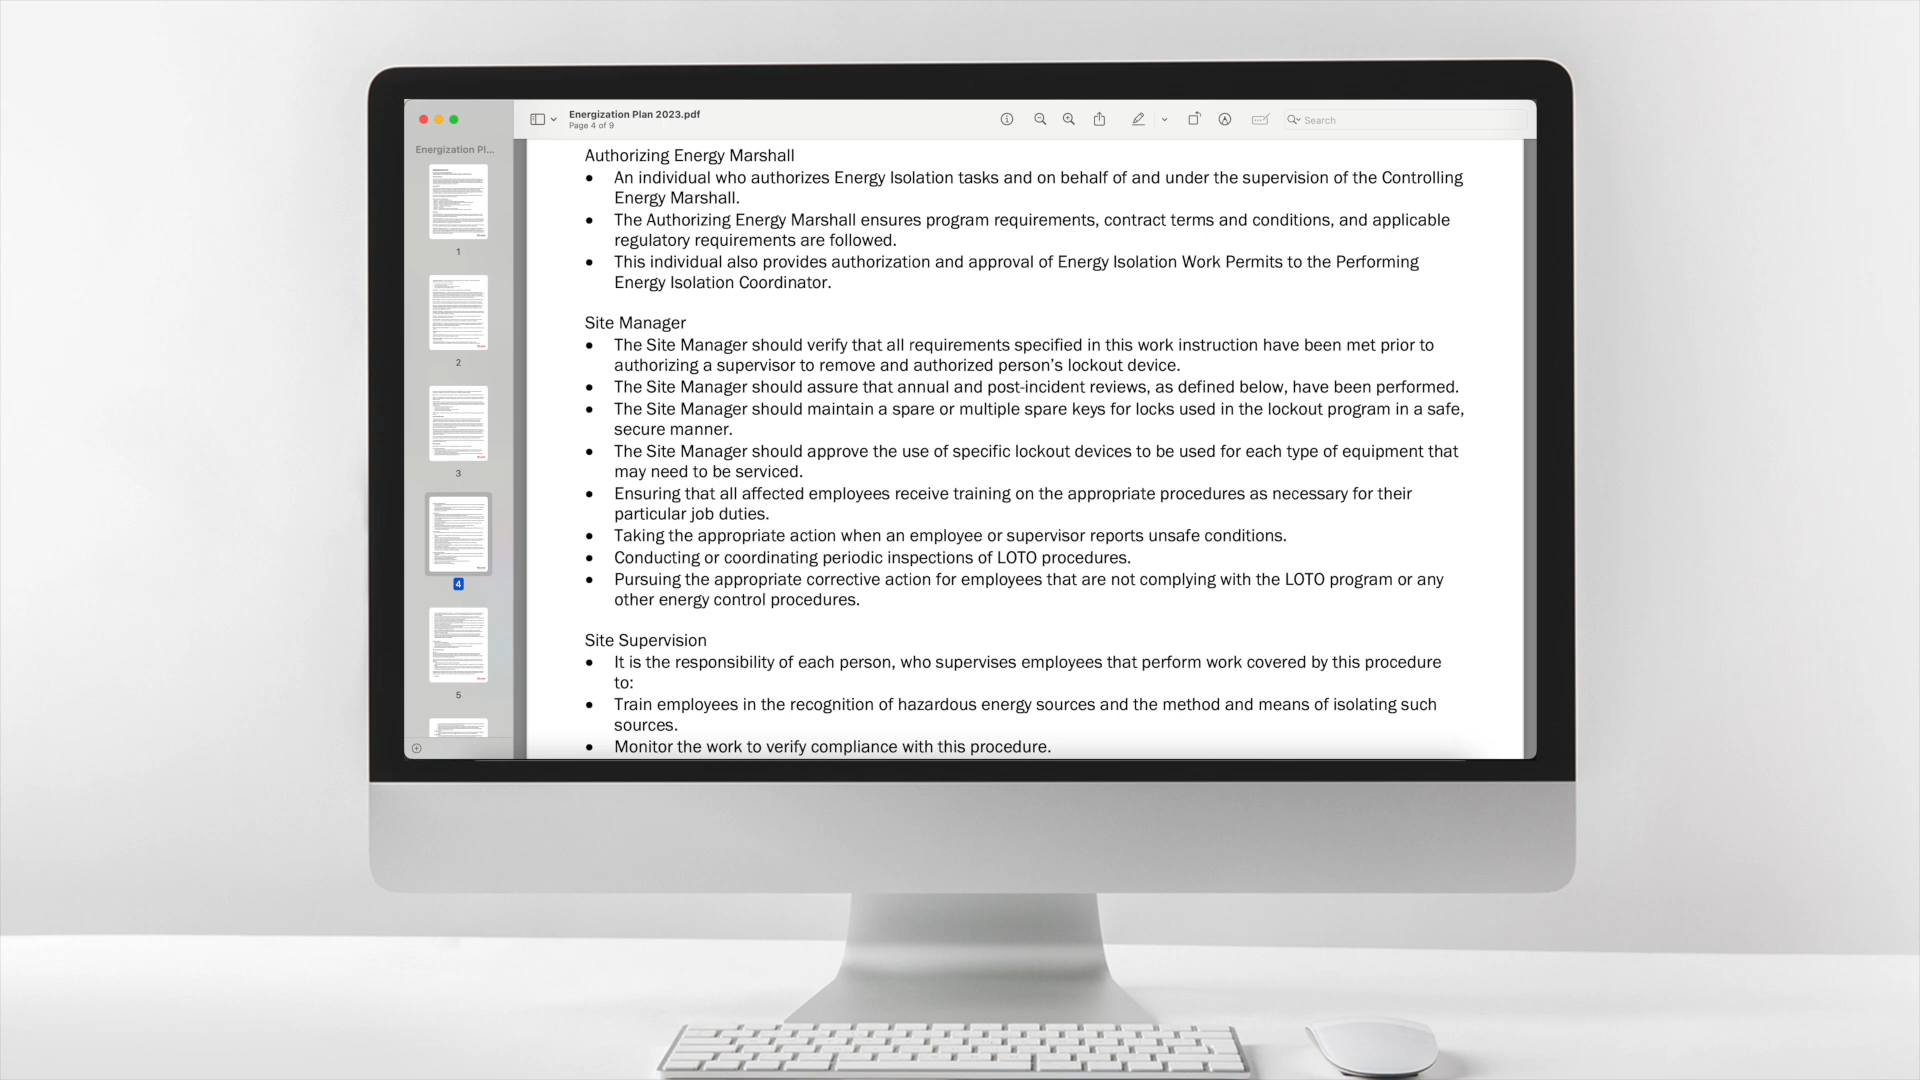 Energization Plan 2023.pdf
Page 4 of 9
Search
Energization Pl...
1
2
3
4
5
Authorizing Energy Marshall
• An individual who authorizes Energy Isolation tasks and on behalf of and under the supervision of the Controlling
Energy Marshall.
• The Authorizing Energy Marshall ensures program requirements, contract terms and conditions, and applicable
regulatory requirements are followed.
• This individual also provides authorization and approval of Energy Isolation Work Permits to the Performing
Energy Isolation Coordinator.
Site Manager
• The Site Manager should verify that all requirements specified in this work instruction have been met prior to
authorizing a supervisor to remove and authorized person’s lockout device.
• The Site Manager should assure that annual and post-incident reviews, as defined below, have been performed.
• The Site Manager should maintain a spare or multiple spare keys for locks used in the lockout program in a safe,
secure manner.
• The Site Manager should approve the use of specific lockout devices to be used for each type of equipment that
may need to be serviced.
• Ensuring that all affected employees receive training on the appropriate procedures as necessary for their
particular job duties.
• Taking the appropriate action when an employee or supervisor reports unsafe conditions.
• Conducting or coordinating periodic inspections of LOTO procedures.
• Pursuing the appropriate corrective action for employees that are not complying with the LOTO program or any
other energy control procedures.
Site Supervision
• It is the responsibility of each person, who supervises employees that perform work covered by this procedure
to:
• Train employees in the recognition of hazardous energy sources and the method and means of isolating such
sources.
• Monitor the work to verify compliance with this procedure.